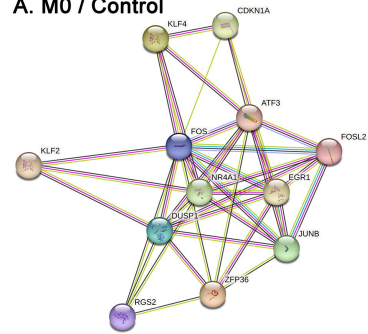 A. M0 / Control
CDKN1A
KLF4
ATF3
FOS
FOSL2
KLF2
NR4A1
EGR1
DUSP1
JUNB
ZFP36
RGS2